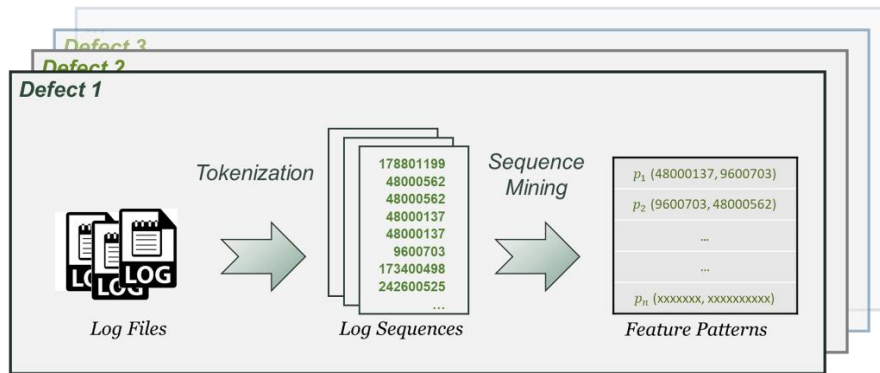 ...
Defect 3
Defect 2
Defect 1
Tokenization
Sequence
Mining
LOG
LOG
LOG
178801199
48000562
48000562
48000137
48000137
9600703
173400498
242600525
...
p₁ (48000137, 9600703)
p₂ (9600703, 48000562)
...
...
pₙ (xxxxxxx, xxxxxxxxxx)
Log Files
Log Sequences
Feature Patterns